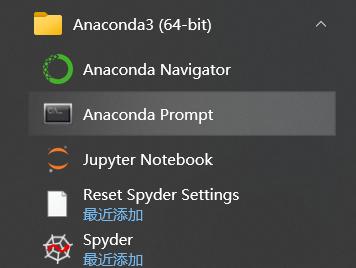 Anaconda3 (64-bit)
Anaconda Navigator
Anaconda Prompt
Jupyter Notebook
Reset Spyder Settings
最近添加
Spyder
最近添加